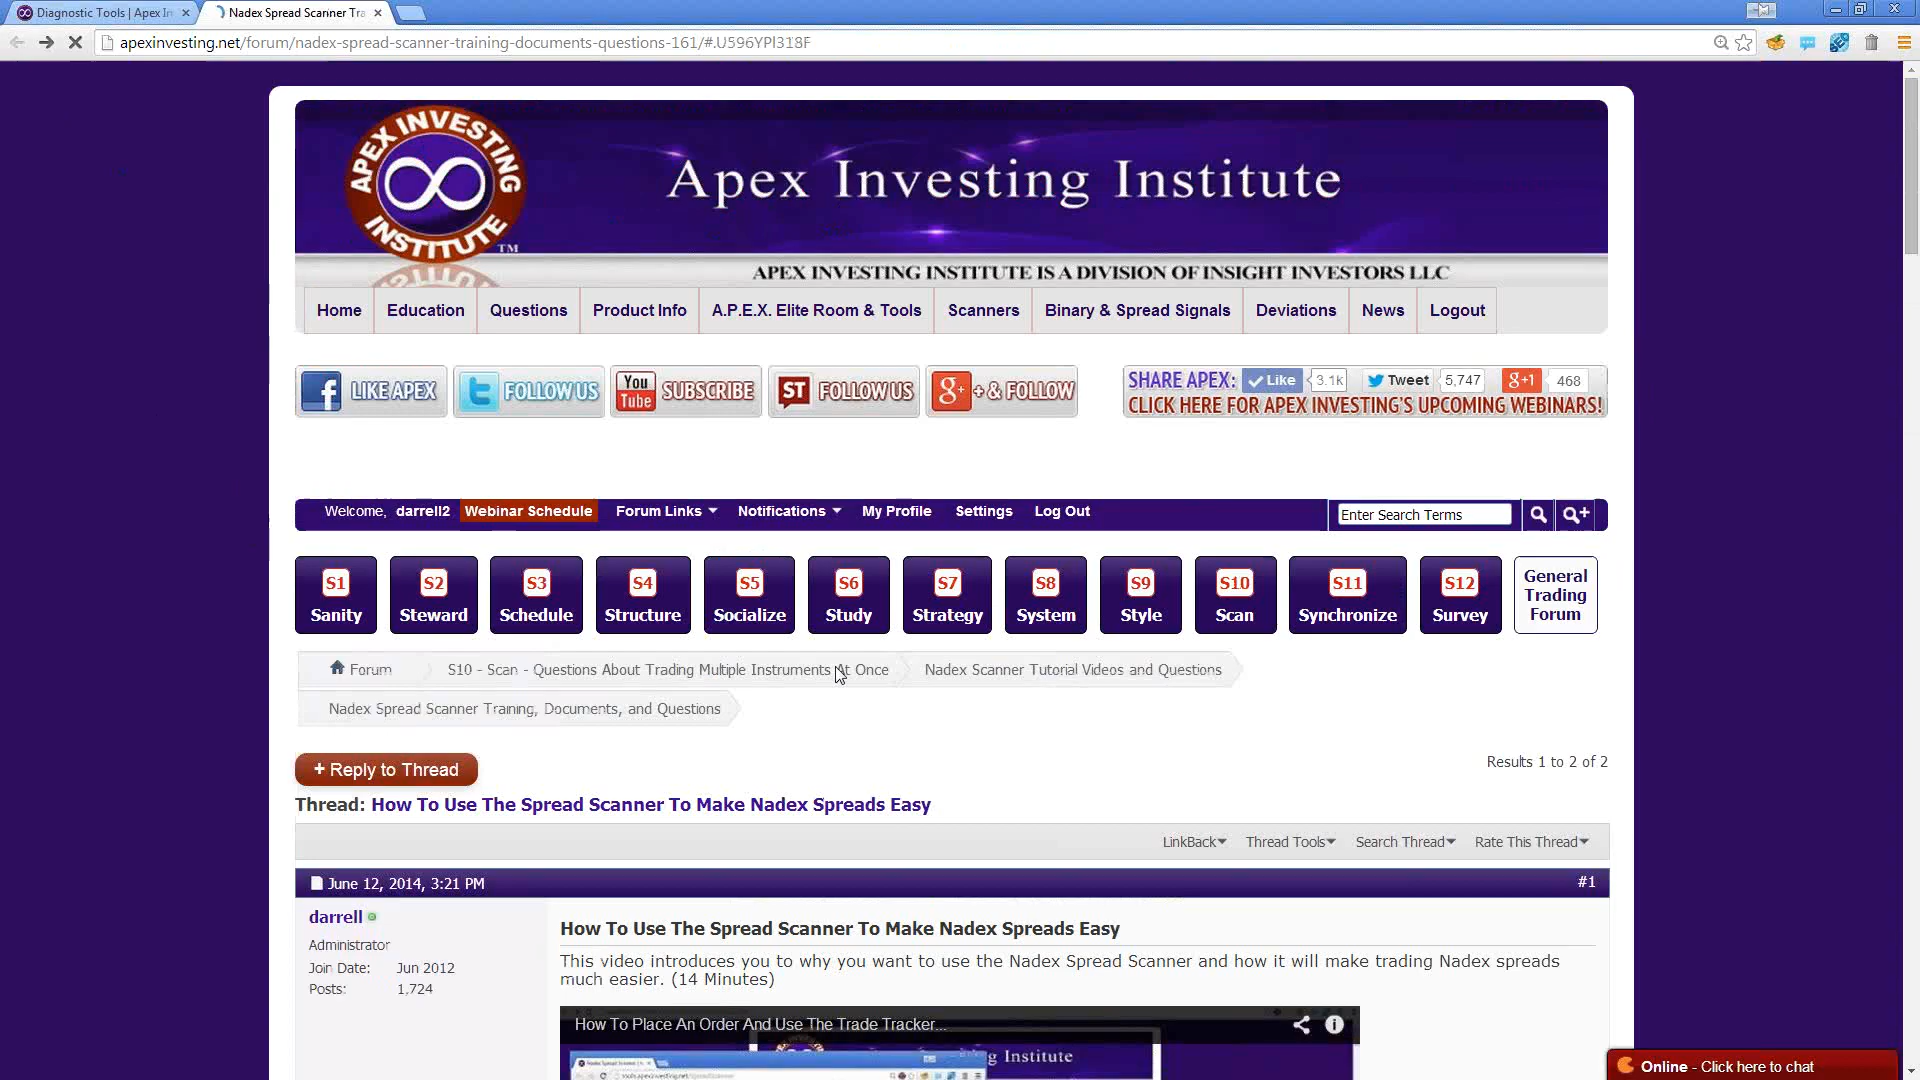 Diagnostic Tools | Apex In
Nadex Spread Scanner Tra
apexinvesting.net/forum/nadex-spread-scanner-training-documents-questions-161/#.U596YPl318F
APEX INVESTING
INSTITUTE
TM
Apex Investing Institute
APEX INVESTING INSTITUTE IS A DIVISION OF INSIGHT INVESTORS LLC
Home Education Questions Product Info A.P.E.X. Elite Room & Tools Scanners Binary & Spread Signals Deviations News Logout
f LIKE APEX t FOLLOW US You Tube SUBSCRIBE ST FOLLOW US g+ + & FOLLOW
SHARE APEX: Like 3.1k Tweet 5,747 g+1 468
CLICK HERE FOR APEX INVESTING'S UPCOMING WEBINARS!
Welcome, darrell2 Webinar Schedule Forum Links Notifications My Profile Settings Log Out Enter Search Terms
S1 Sanity
S2 Steward
S3 Schedule
S4 Structure
S5 Socialize
S6 Study
S7 Strategy
S8 System
S9 Style
S10 Scan
S11 Synchronize
S12 Survey
General Trading Forum
Forum S10 - Scan - Questions About Trading Multiple Instruments At Once Nadex Scanner Tutorial Videos and Questions
Nadex Spread Scanner Training, Documents, and Questions
+ Reply to Thread
Results 1 to 2 of 2
Thread: How To Use The Spread Scanner To Make Nadex Spreads Easy
LinkBack Thread Tools Search Thread Rate This Thread
June 12, 2014, 3:21 PM #1
darrell
Administrator
Join Date: Jun 2012
Posts: 1,724
How To Use The Spread Scanner To Make Nadex Spreads Easy
This video introduces you to why you want to use the Nadex Spread Scanner and how it will make trading Nadex spreads
much easier. (14 Minutes)
How To Place An Order And Use The Trade Tracker...
g Institute
Online - Click here to chat